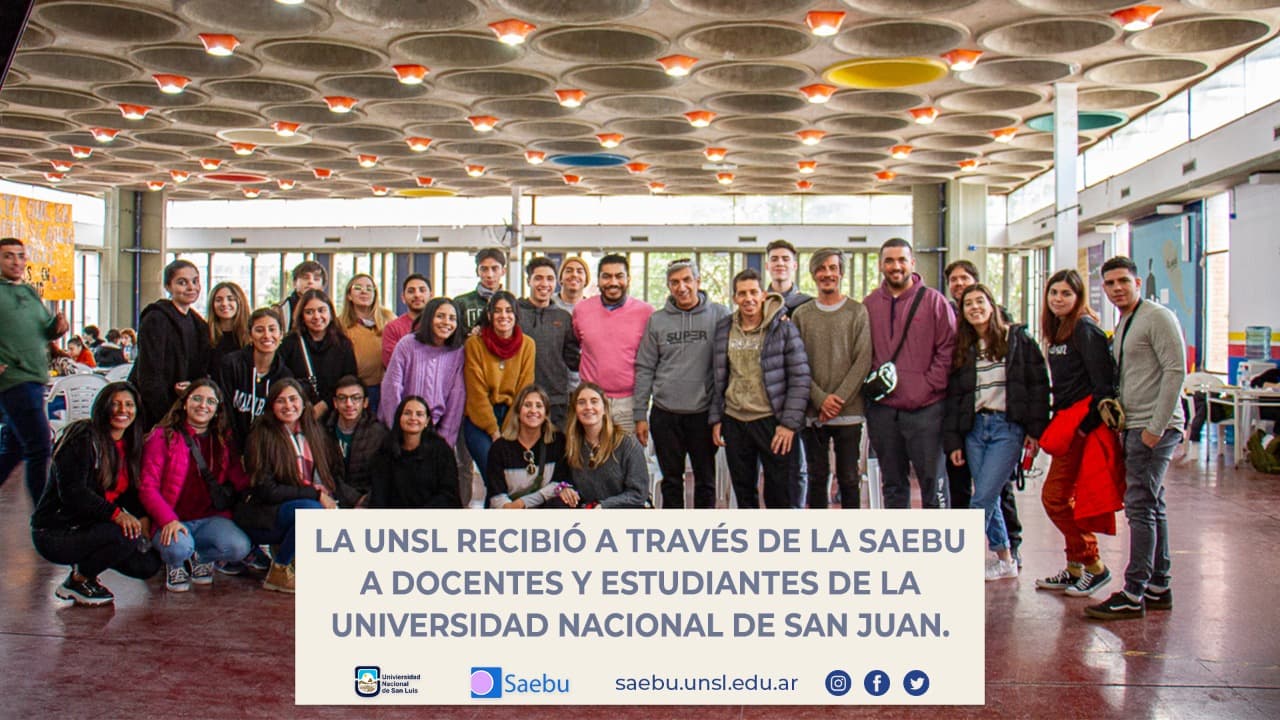 SUPER
LA UNSL RECIBIÓ A TRAVÉS DE LA SAEBU
A DOCENTES Y ESTUDIANTES DE LA
UNIVERSIDAD NACIONAL DE SAN JUAN.
Universidad
Nacional
de San Luis
Saebu
saebu.unsl.edu.ar